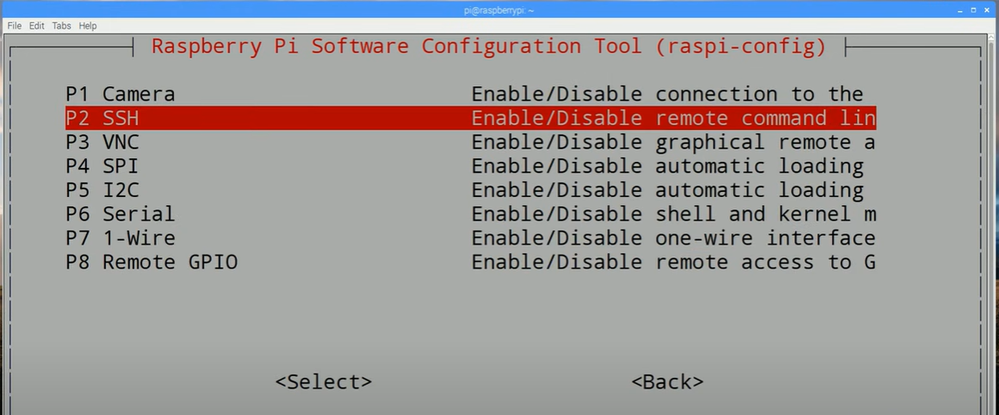 pi@raspberrypi: ~
File Edit Tabs Help
Raspberry Pi Software Configuration Tool (raspi-config)
P1 Camera Enable/Disable connection to the
P2 SSH Enable/Disable remote command lin
P3 VNC Enable/Disable graphical remote a
P4 SPI Enable/Disable automatic loading
P5 I2C Enable/Disable automatic loading
P6 Serial Enable/Disable shell and kernel m
P7 1-Wire Enable/Disable one-wire interface
P8 Remote GPIO Enable/Disable remote access to G
<Select> <Back>